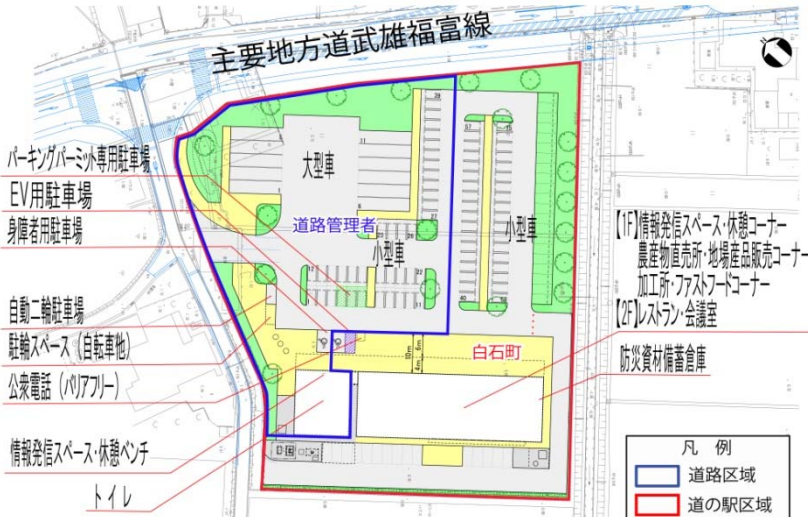 主要地方道武雄福富線
パーキングパーミット専用駐車場
EV用駐車場
身障者用駐車場
自動二輪駐車場
駐輪スペース（自転車他）
公衆電話（バリアフリー）
情報発信スペース・休憩ベンチ
トイレ
大型車
道路管理者
小型車
小型車
白石町
10m
6m
4m
【1F】情報発信スペース・休憩コーナー
農産物直売所・地場産品販売コーナー
加工所・ファストフードコーナー
【2F】レストラン・会議室
防災資材備蓄倉庫
凡 例
道路区域
道の駅区域